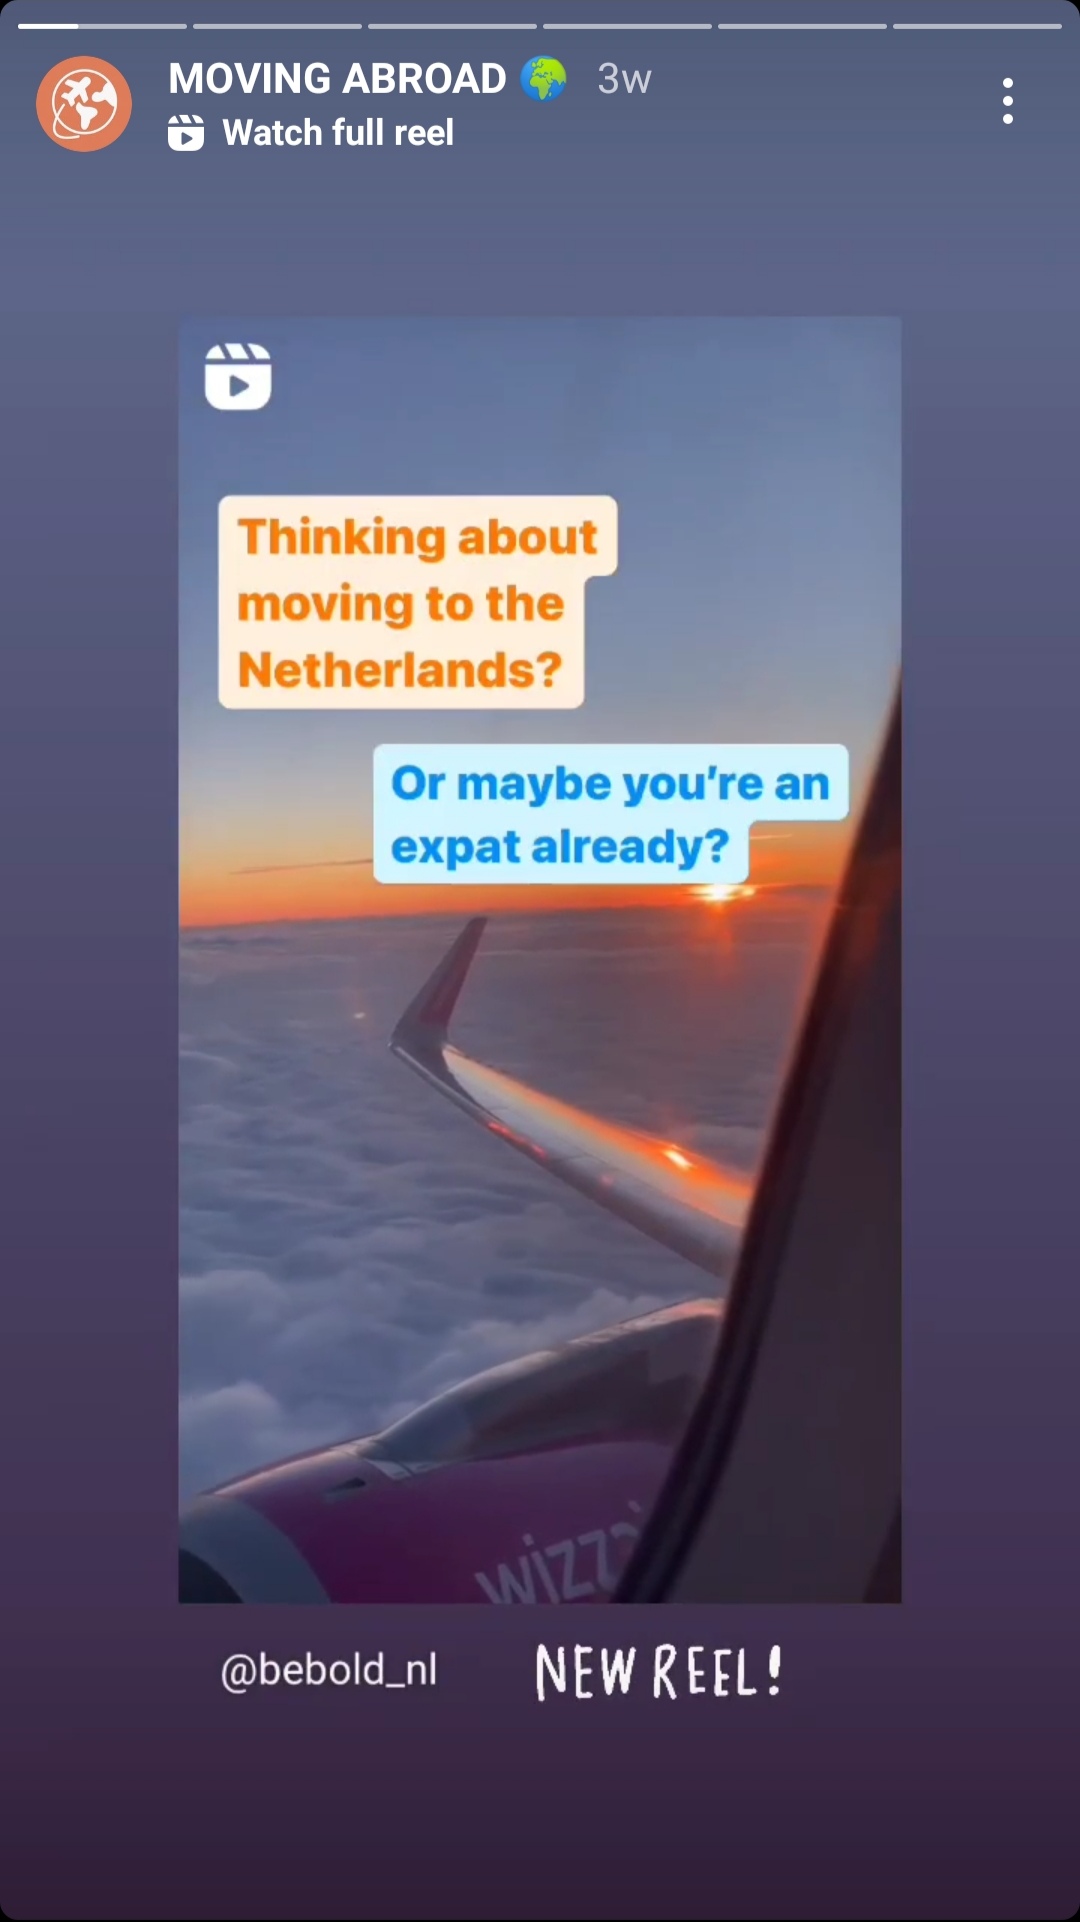 MOVING ABROAD 🌍 3w
Watch full reel
Thinking about
moving to the
Netherlands?
Or maybe you're an
expat already?
wizz
@bebold_nl
NEW REEL!